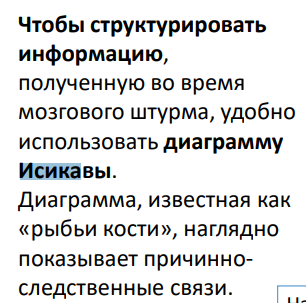 Чтобы структурировать
информацию,
полученную во время
мозгового штурма, удобно
использовать диаграмму
Исикавы.
Диаграмма, известная как
«рыбьи кости», наглядно
показывает причинно-
следственные связи.